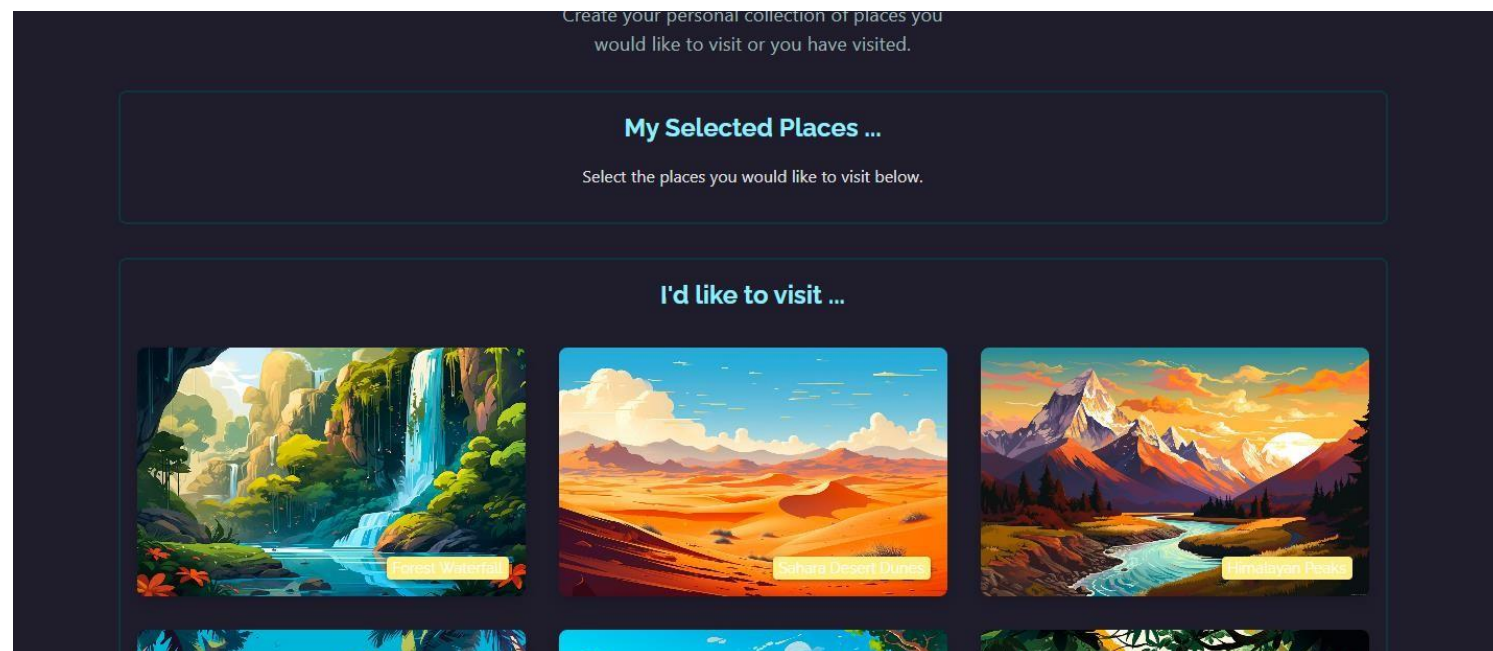 Create your personal collection of places you
would like to visit or you have visited.
My Selected Places ...
Select the places you would like to visit below.
I'd like to visit ...
Forest Waterfall
Sahara Desert Dunes
Himalayan Peaks